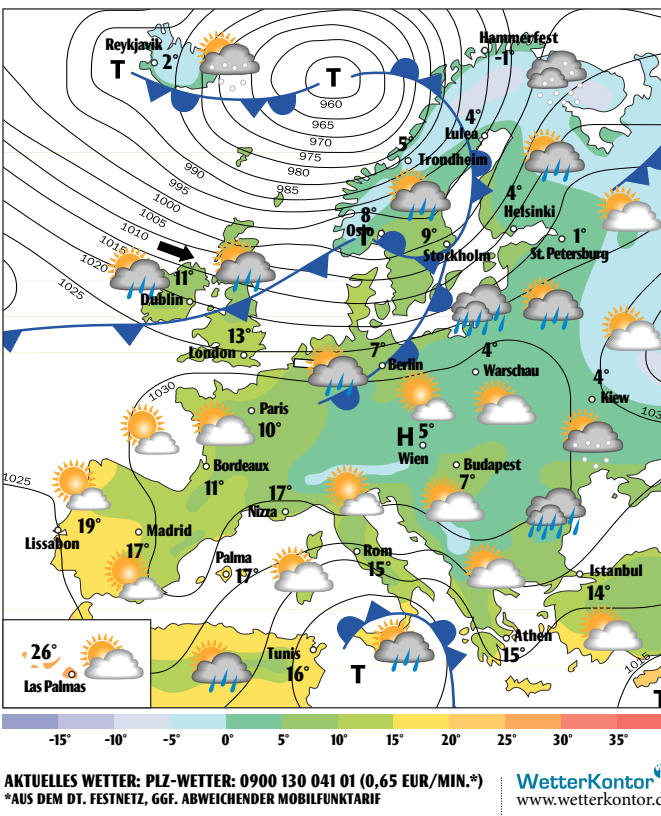 Reykjavik
2°
T
T
Hammerfest
-1°
960
965
970
975
980
985
990
995
1000
1005
1010
1015
1020
1025
4°
Lulea
5°
Trondheim
4°
Helsinki
8°
Oslo
T
9°
Stockholm
1°
St. Petersburg
11°
Dublin
13°
London
7°
Berlin
4°
Warschau
4°
Kiew
1030
Paris
10°
H
5°
Wien
Bordeaux
11°
Budapest
7°
1025
17°
Nizza
19°
Lissabon
Madrid
17°
Palma
17°
Rom
15°
Istanbul
14°
Athen
15°
Tunis
16°
T
1015
T
26°
Las Palmas
-15° -10° -5° 0° 5° 10° 15° 20° 25° 30° 35°
AKTUELLES WETTER: PLZ-WETTER: 0900 130 041 01 (0,65 EUR/MIN.*)
*AUS DEM DT. FESTNETZ, GGF. ABWEICHENDER MOBILFUNKTARIF
WetterKontor
www.wetterkontor.d